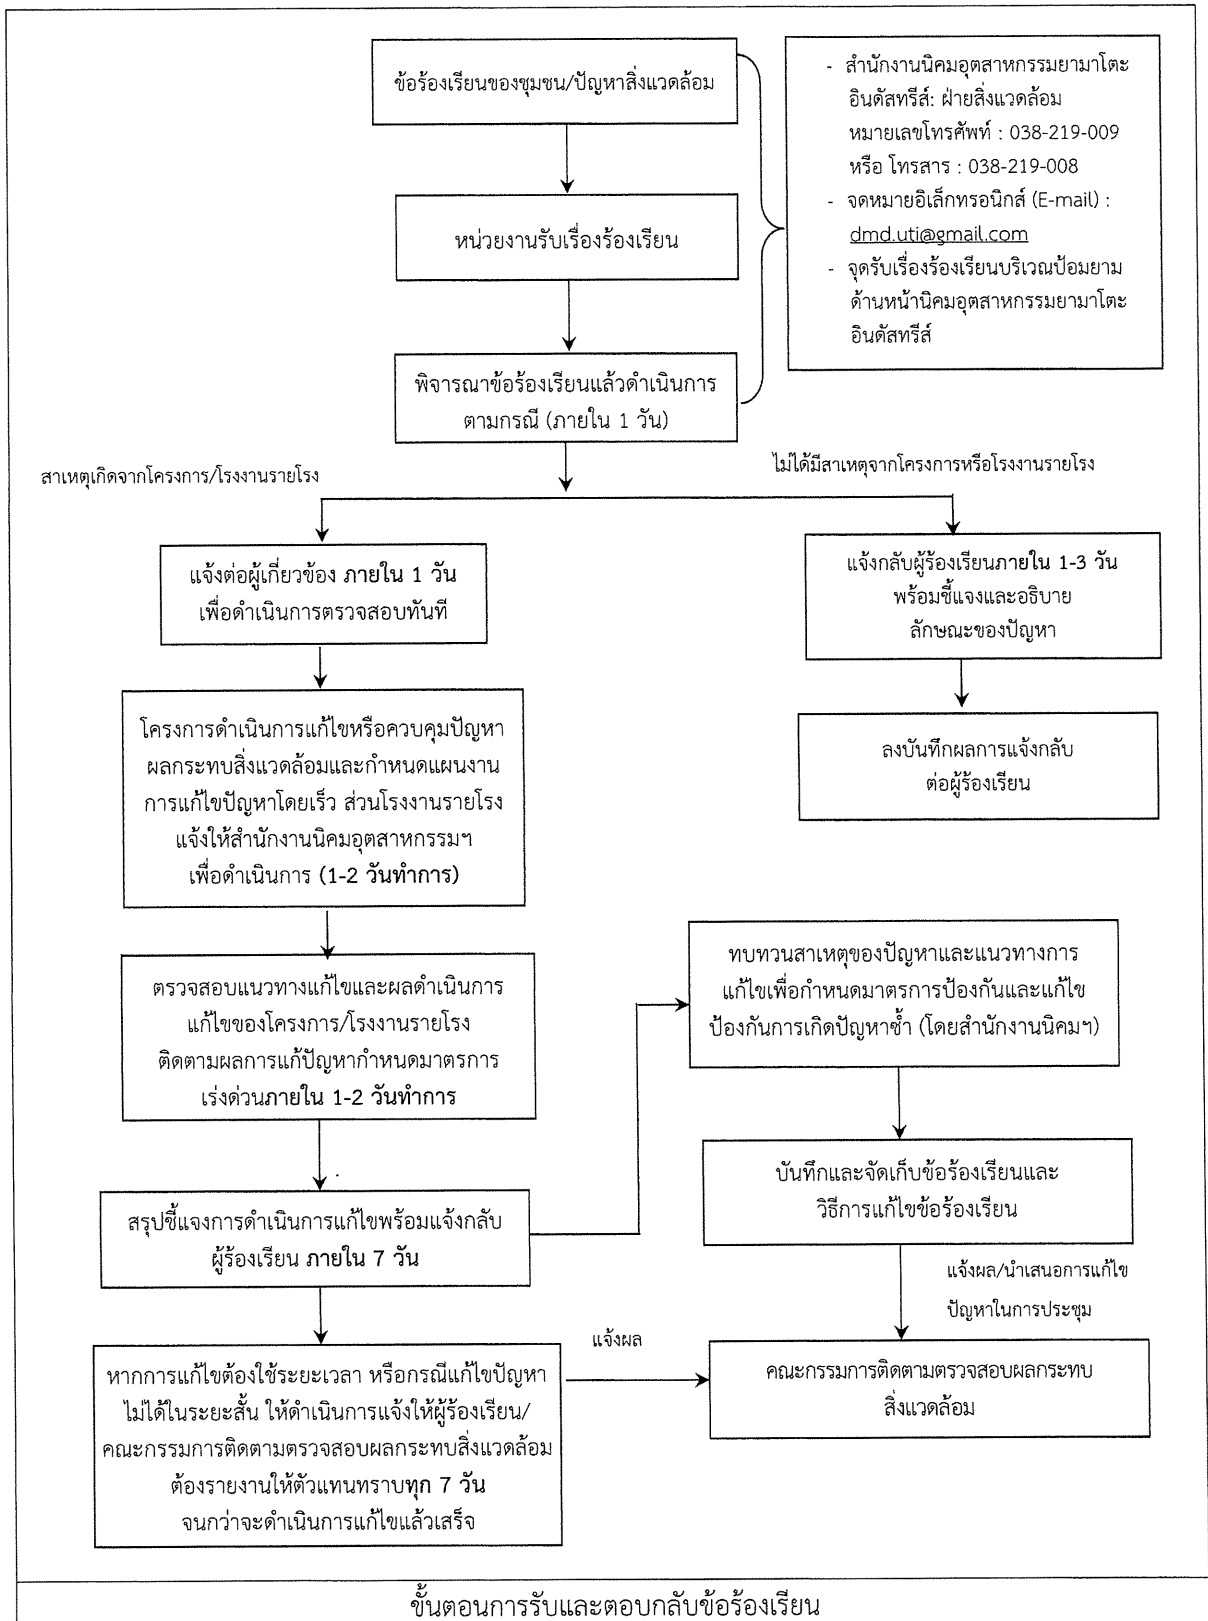 ข้อร้องเรียนของชุมชน/ปัญหาสิ่งแวดล้อม
- สำนักงานนิคมอุตสาหกรรมยามาโตะ
อินดัสทรีส์: ฝ่ายสิ่งแวดล้อม
หมายเลขโทรศัพท์ : 038-219-009
หรือ โทรสาร : 038-219-008
- จดหมายอิเล็กทรอนิกส์ (E-mail) :
dmd.uti@gmail.com
- จุดรับเรื่องร้องเรียนบริเวณป้อมยาม
ด้านหน้านิคมอุตสาหกรรมยามาโตะ
อินดัสทรีส์
หน่วยงานรับเรื่องร้องเรียน
พิจารณาข้อร้องเรียนแล้วดำเนินการ
ตามกรณี (ภายใน 1 วัน)
สาเหตุเกิดจากโครงการ/โรงงานรายโรง
ไม่ได้มีสาเหตุจากโครงการหรือโรงงานรายโรง
แจ้งต่อผู้เกี่ยวข้อง ภายใน 1 วัน
เพื่อดำเนินการตรวจสอบทันที
แจ้งกลับผู้ร้องเรียนภายใน 1-3 วัน
พร้อมชี้แจงและอธิบาย
ลักษณะของปัญหา
โครงการดำเนินการแก้ไขหรือควบคุมปัญหา
ผลกระทบสิ่งแวดล้อมและกำหนดแผนงาน
การแก้ไขปัญหาโดยเร็ว ส่วนโรงงานรายโรง
แจ้งให้สำนักงานนิคมอุตสาหกรรมฯ
เพื่อดำเนินการ (1-2 วันทำการ)
ลงบันทึกผลการแจ้งกลับ
ต่อผู้ร้องเรียน
ตรวจสอบแนวทางแก้ไขและผลดำเนินการ
แก้ไขของโครงการ/โรงงานรายโรง
ติดตามผลการแก้ปัญหากำหนดมาตรการ
เร่งด่วนภายใน 1-2 วันทำการ
ทบทวนสาเหตุของปัญหาและแนวทางการ
แก้ไขเพื่อกำหนดมาตรการป้องกันและแก้ไข
ป้องกันการเกิดปัญหาซ้ำ (โดยสำนักงานนิคมฯ)
สรุปชี้แจงการดำเนินการแก้ไขพร้อมแจ้งกลับ
ผู้ร้องเรียน ภายใน 7 วัน
บันทึกและจัดเก็บข้อร้องเรียนและ
วิธีการแก้ไขข้อร้องเรียน
แจ้งผล/นำเสนอการแก้ไข
ปัญหาในการประชุม
แจ้งผล
หากการแก้ไขต้องใช้ระยะเวลา หรือกรณีแก้ไขปัญหา
ไม่ได้ในระยะสั้น ให้ดำเนินการแจ้งให้ผู้ร้องเรียน/
คณะกรรมการติดตามตรวจสอบผลกระทบสิ่งแวดล้อม
ต้องรายงานให้ตัวแทนทราบทุก 7 วัน
จนกว่าจะดำเนินการแก้ไขแล้วเสร็จ
คณะกรรมการติดตามตรวจสอบผลกระทบ
สิ่งแวดล้อม
ขั้นตอนการรับและตอบกลับข้อร้องเรียน